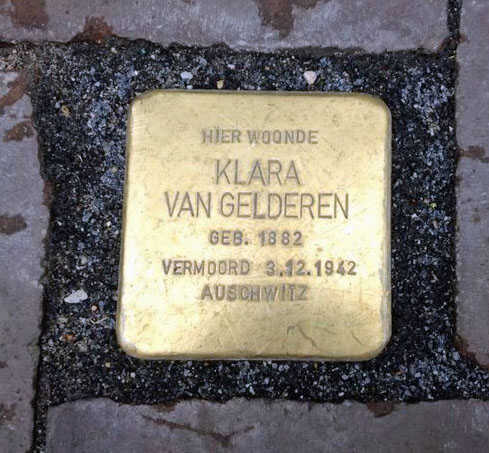 HIER WOONDE
KLARA
VAN GELDEREN
GEB. 1882
VERMOORD 3.12.1942
AUSCHWITZ